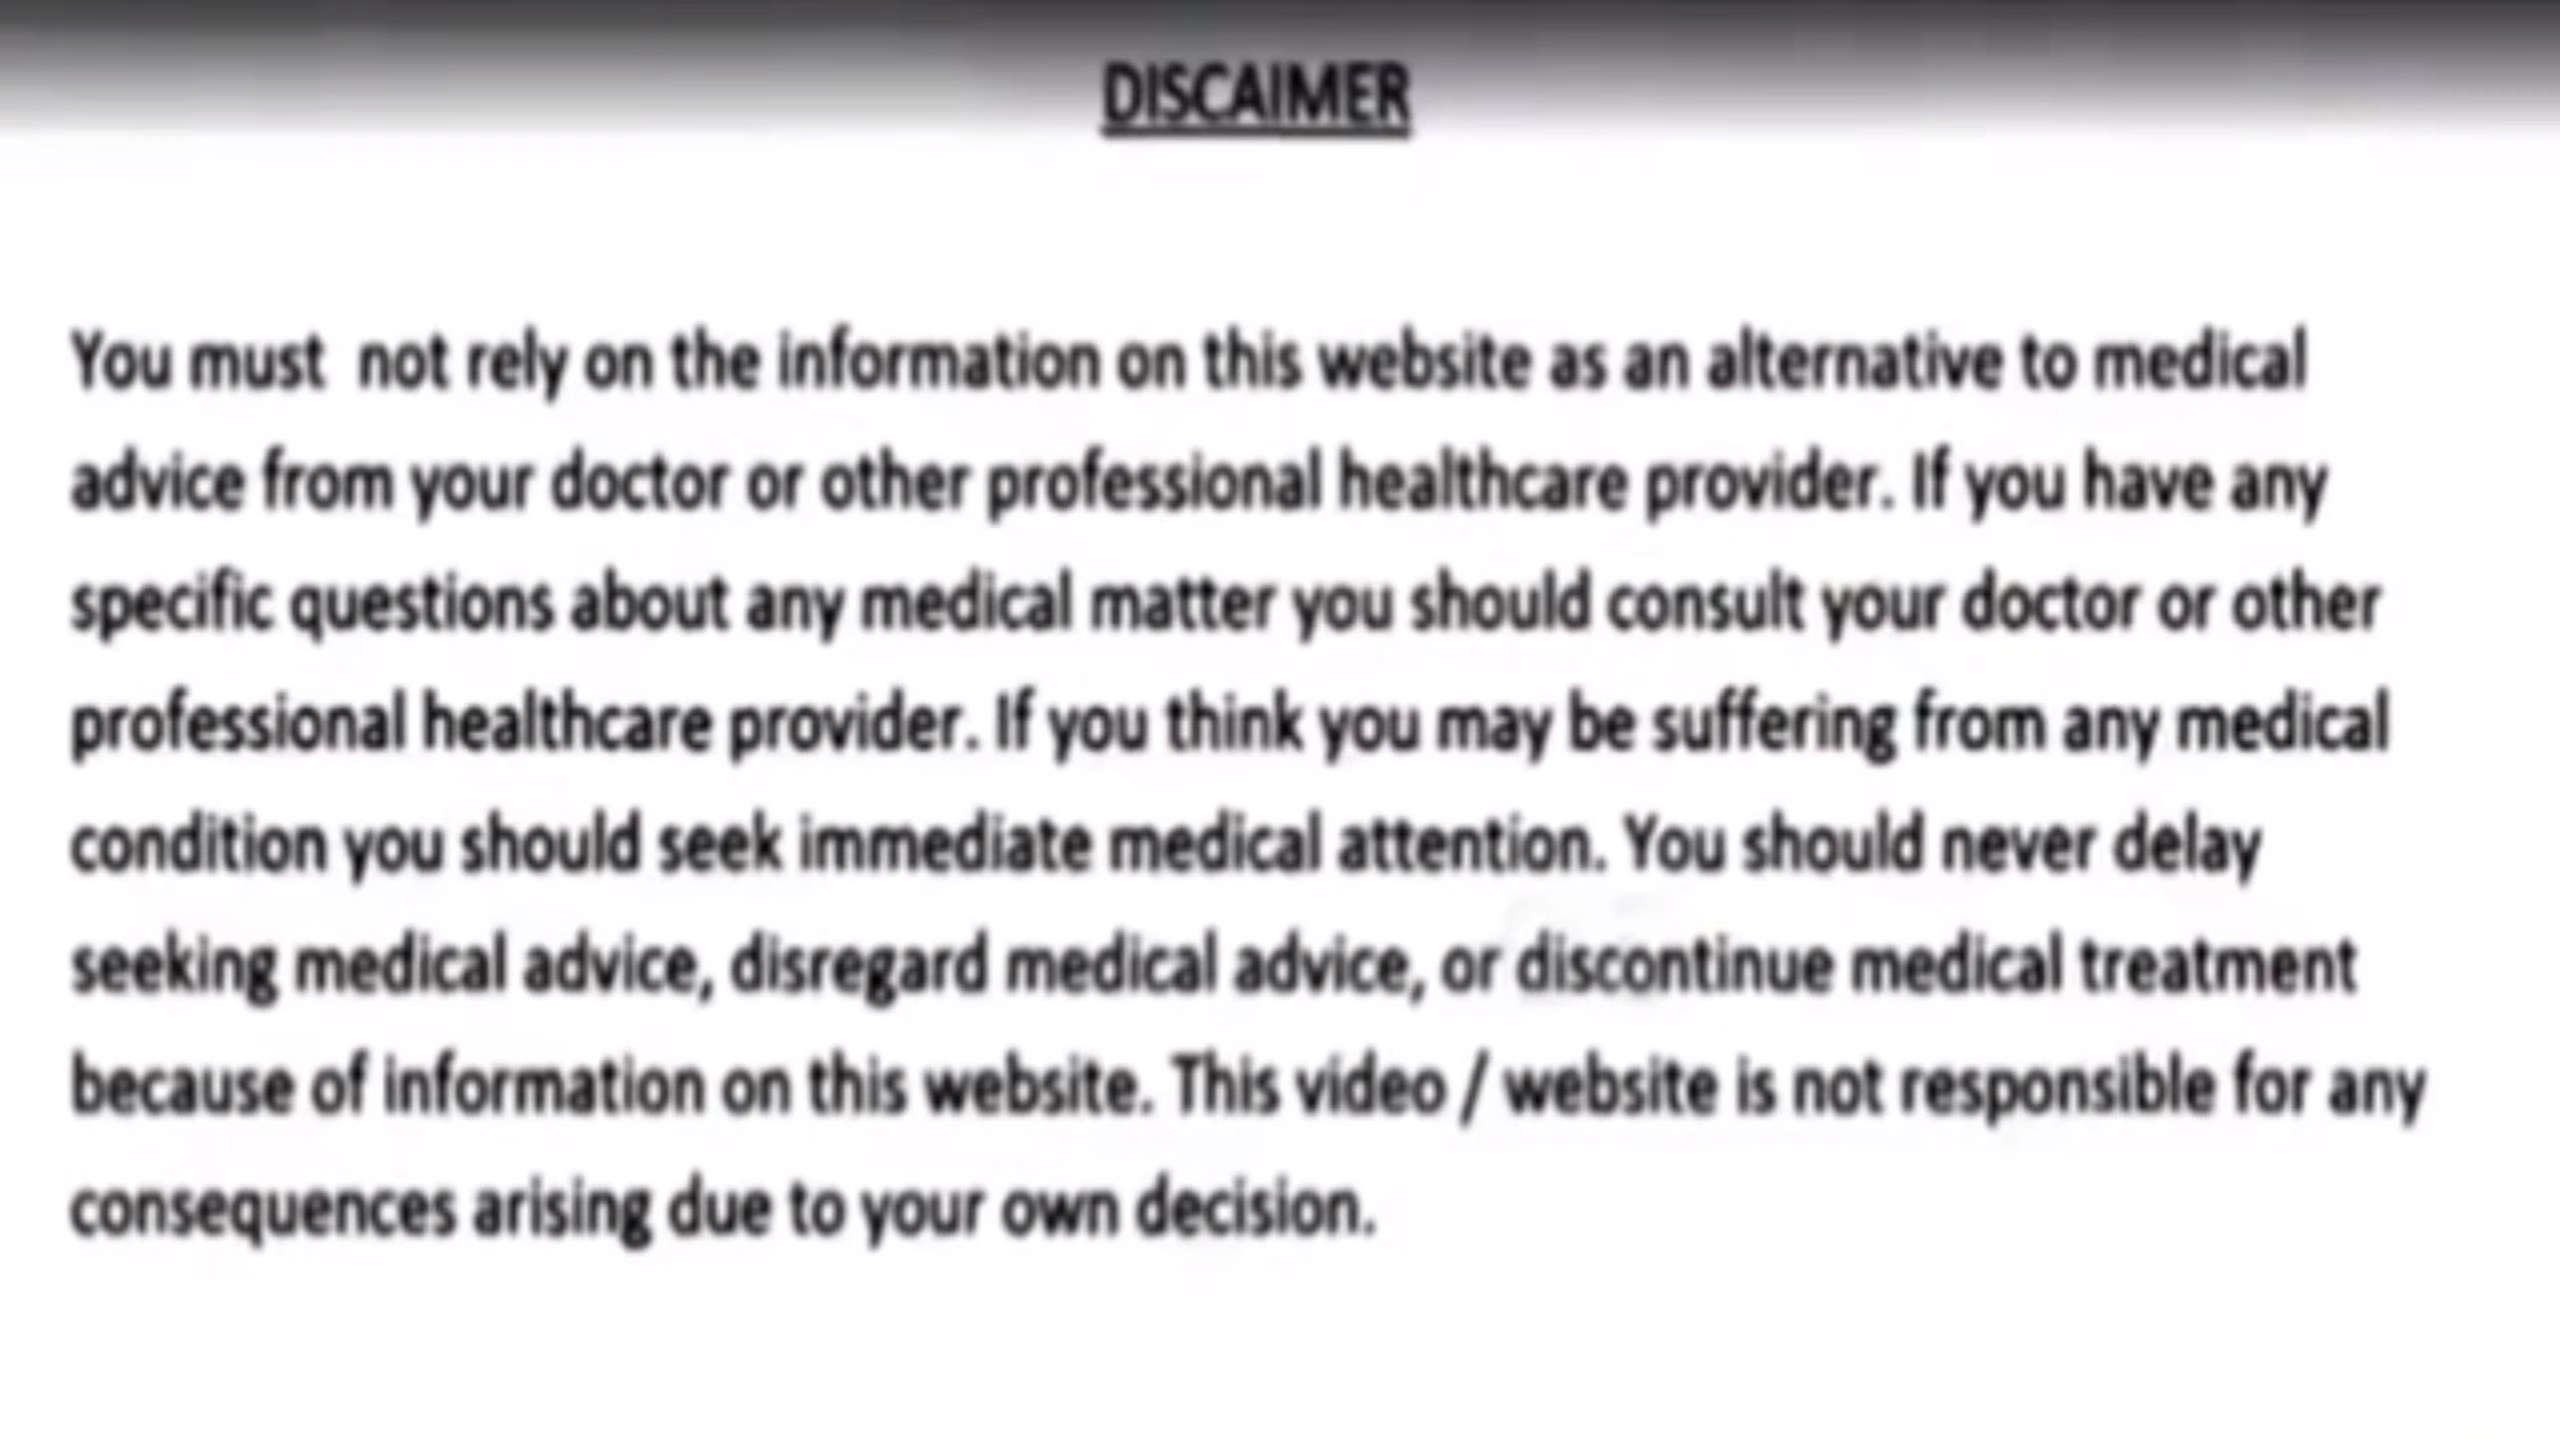 DISCAIMER
You must  not rely on the information on this website as an alternative to medical
advice from your doctor or other professional healthcare provider. If you have any
specific questions about any medical matter you should consult your doctor or other
professional healthcare provider. If you think you may be suffering from any medical
condition you should seek immediate medical attention. You should never delay
seeking medical advice, disregard medical advice, or discontinue medical treatment
because of information on this website. This video / website is not responsible for any
consequences arising due to your own decision.